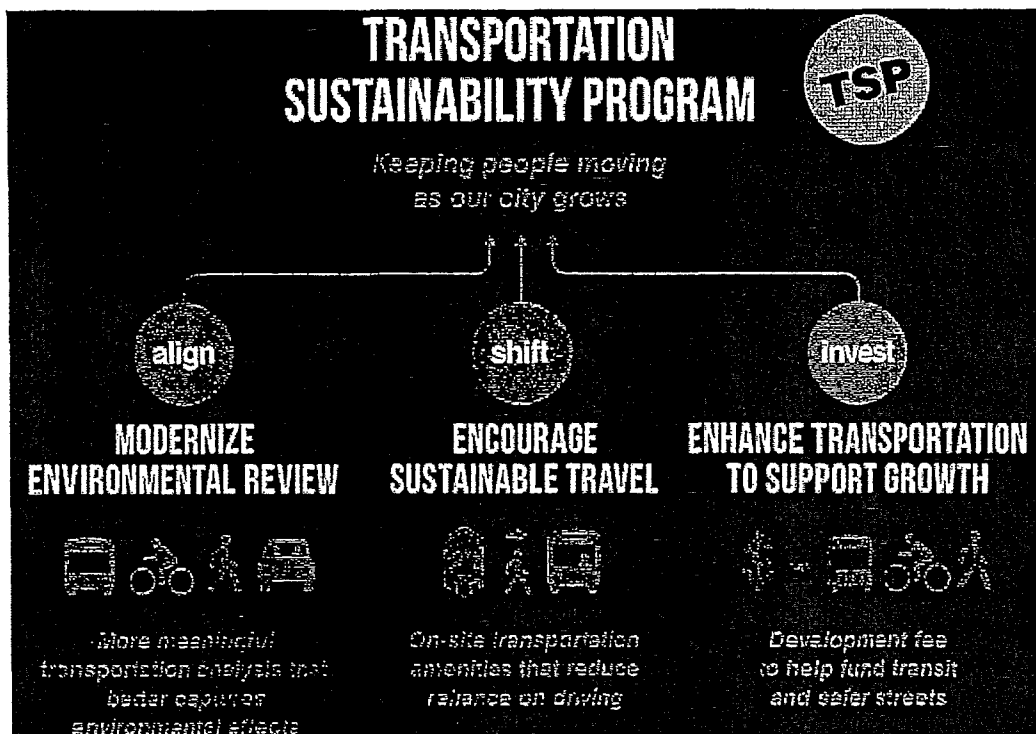 TRANSPORTATION
SUSTAINABILITY PROGRAM
TSP
Keeping people moving
as our city grows
align
MODERNIZE
ENVIRONMENTAL REVIEW
More meaningful
transportation analysis that
better captures
environmental effects
shift
ENCOURAGE
SUSTAINABLE TRAVEL
On-site transportation
amenities that reduce
reliance on driving
invest
ENHANCE TRANSPORTATION
TO SUPPORT GROWTH
Development fee
to help fund transit
and safer streets